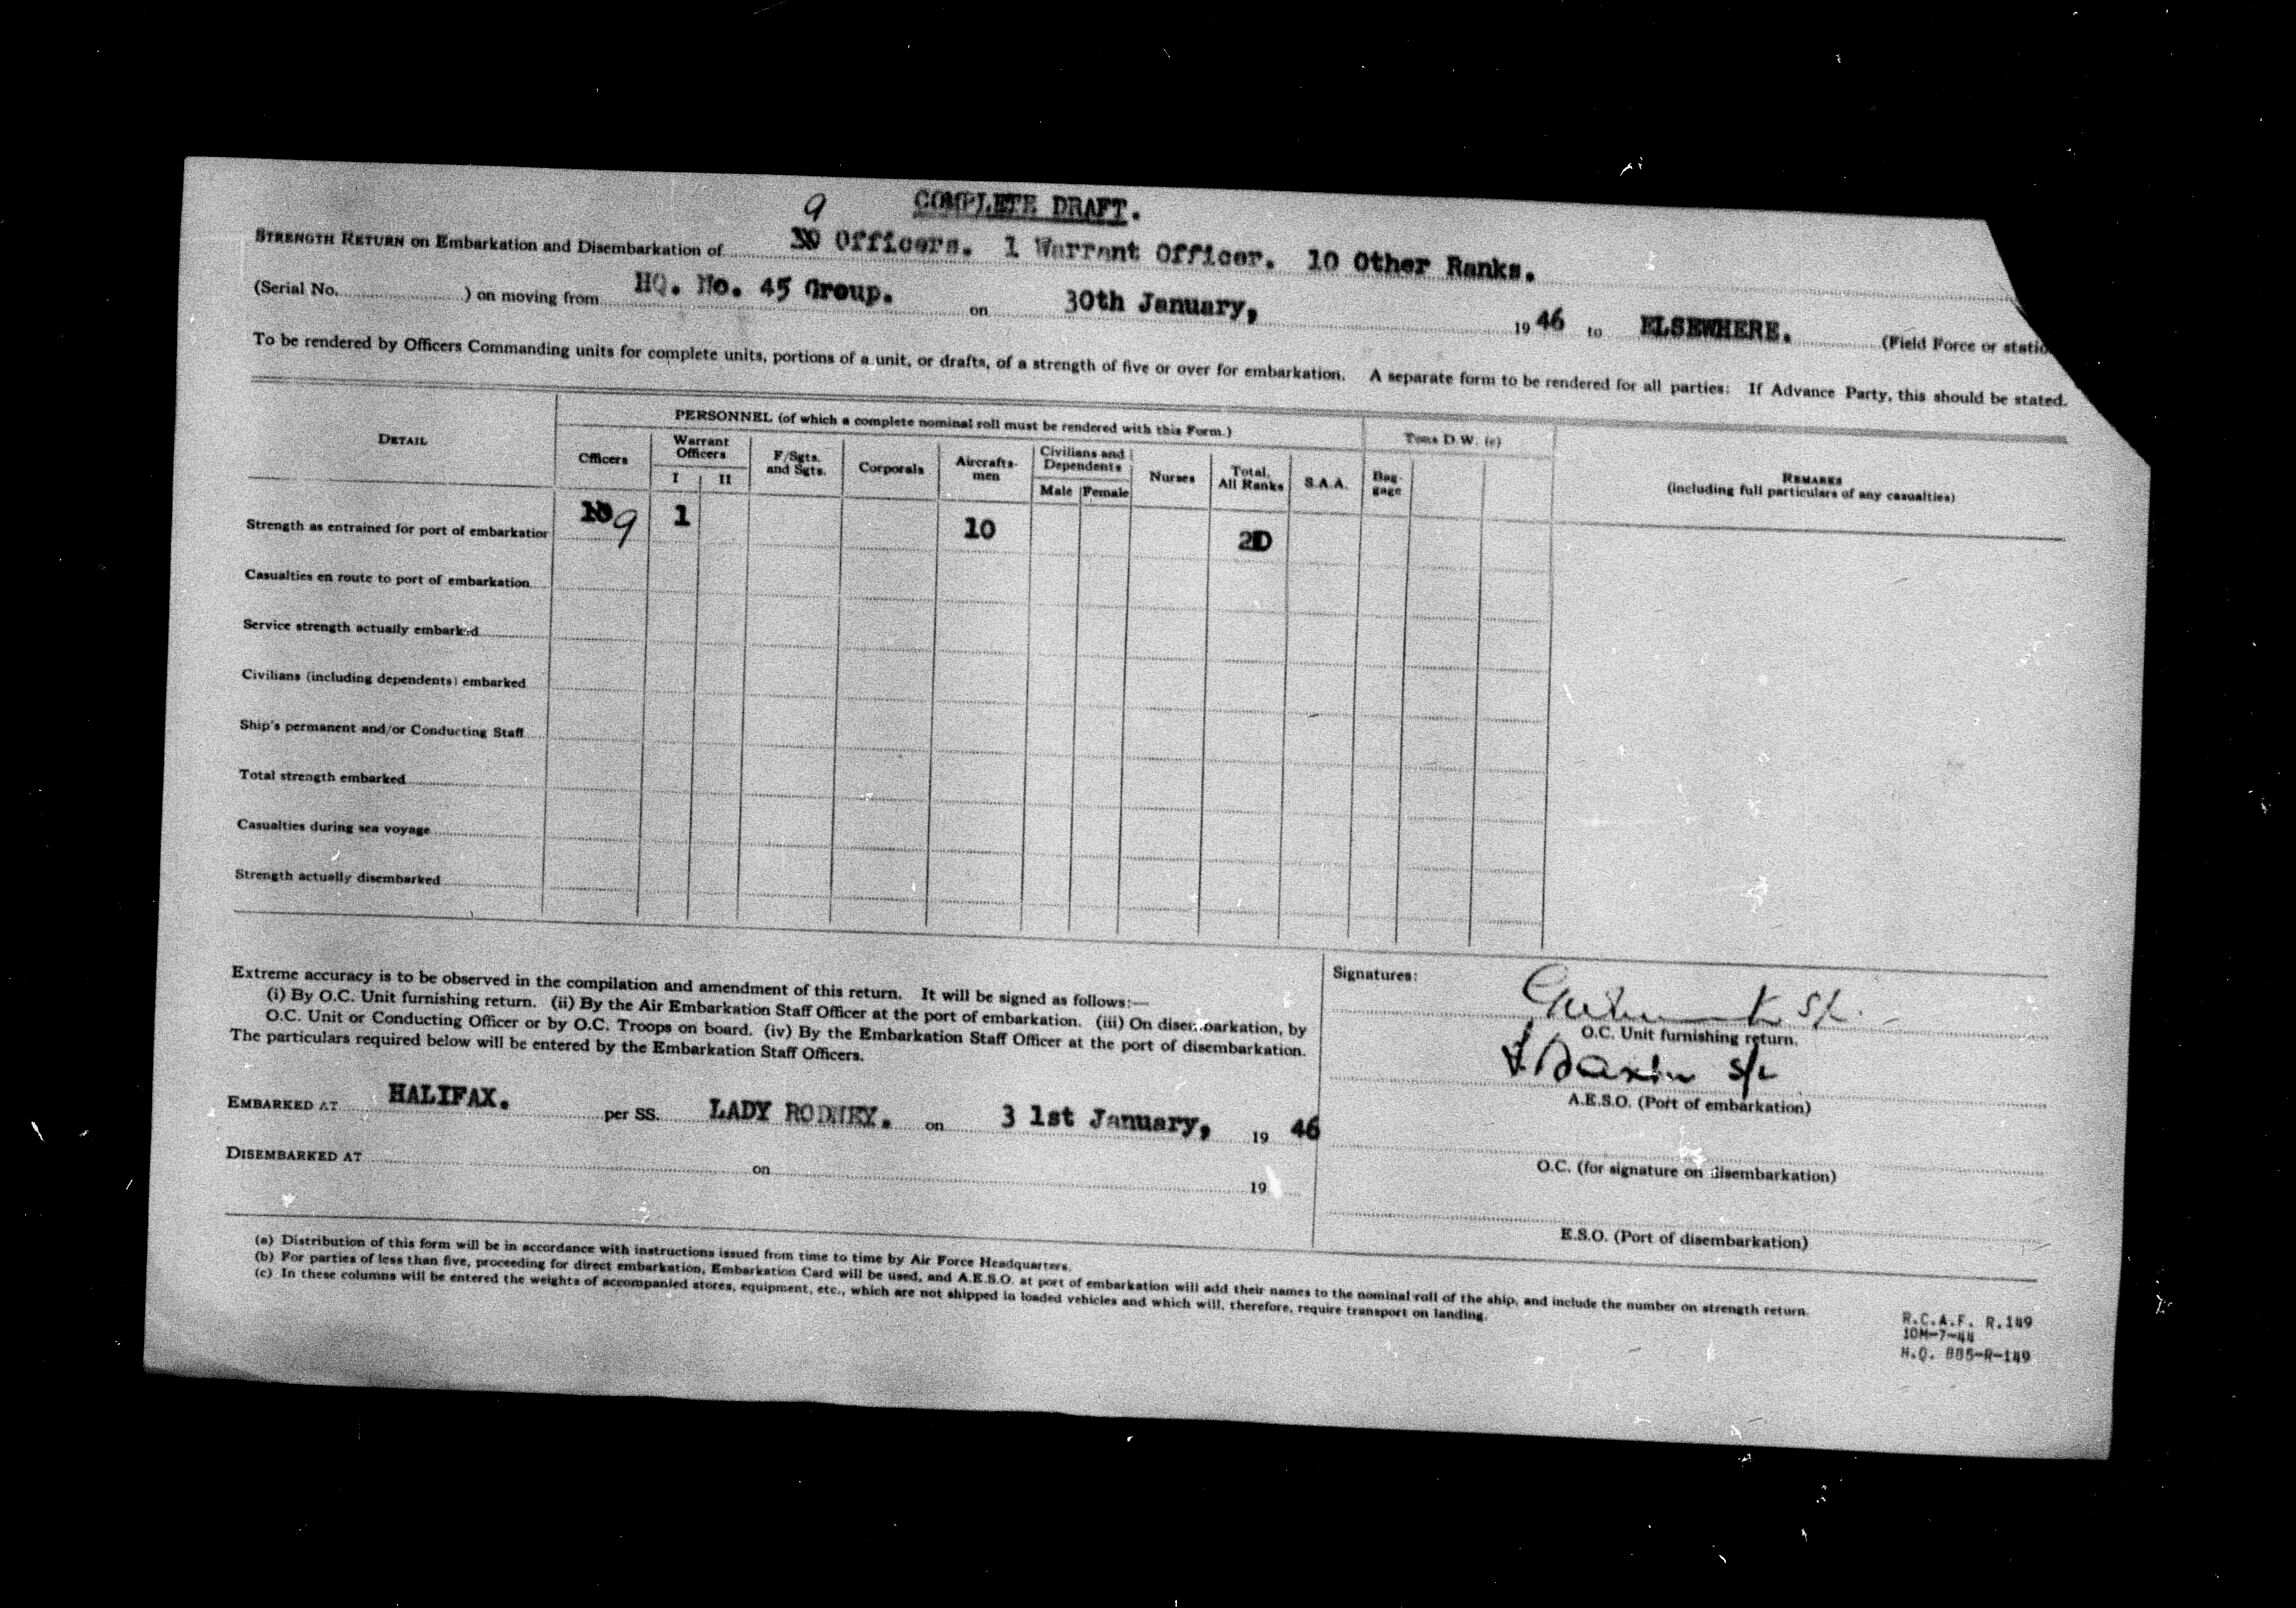 COMPLETE DRAFT.
9
STRENGTH RETURN on Embarkation and Disembarkation of 10 Officers. 1 Warrant Officer. 10 Other Ranks.
(Serial No. ) on moving from HQ. No. 45 Group. on 30th January, 1946 to ELSEWHERE. (Field Force or statio
To be rendered by Officers Commanding units for complete units, portions of a unit, or drafts, of a strength of five or over for embarkation. A separate form to be rendered for all parties: If Advance Party, this should be stated.
DETAIL
PERSONNEL (of which a complete nominal roll must be rendered with this Form.)
Tons D.W. (c)
REMARKS
(including full particulars of any casualties)
Officers
Warrant Officers
I II
F/Sgts. and Sgts.
Corporals
Aircraftsmen
Civilians and Dependents
Male Female
Nurses
Total, All Ranks
S.A.A.
Baggage
Strength as entrained for port of embarkation 10 9 1 10 20
Casualties en route to port of embarkation
Service strength actually embarked
Civilians (including dependents) embarked
Ship's permanent and/or Conducting Staff
Total strength embarked
Casualties during sea voyage
Strength actually disembarked
Extreme accuracy is to be observed in the compilation and amendment of this return. It will be signed as follows:—
(i) By O.C. Unit furnishing return. (ii) By the Air Embarkation Staff Officer at the port of embarkation. (iii) On disembarkation, by
O.C. Unit or Conducting Officer or by O.C. Troops on board. (iv) By the Embarkation Staff Officer at the port of disembarkation.
The particulars required below will be entered by the Embarkation Staff Officers.
EMBARKED AT HALIFAX. per SS. LADY RODNEY. on 31st January, 1946
DISEMBARKED AT on 19
Signatures:
O.C. Unit furnishing return.
S/L
A.E.S.O. (Port of embarkation)
O.C. (for signature on disembarkation)
E.S.O. (Port of disembarkation)
(a) Distribution of this form will be in accordance with instructions issued from time to time by Air Force Headquarters.
(b) For parties of less than five, proceeding for direct embarkation, Embarkation Card will be used, and A.E.S.O. at port of embarkation will add their names to the nominal roll of the ship, and include the number on strength return.
(c) In these columns will be entered the weights of accompanied stores, equipment, etc., which are not shipped in loaded vehicles and which will, therefore, require transport on landing.
R.C.A.F. R.149
10M-7-44
H.Q. 885-R-149